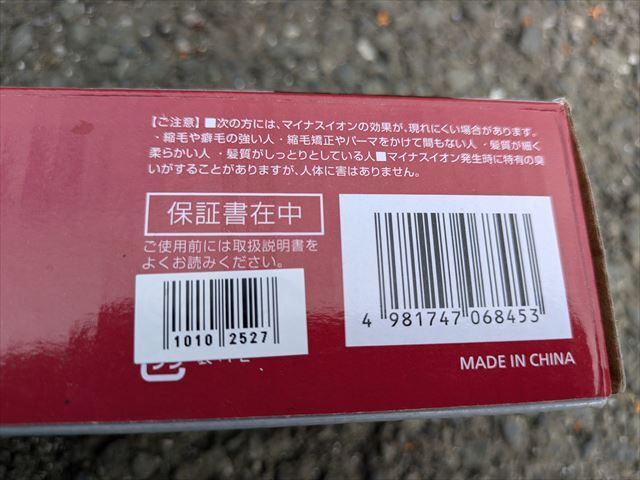 【ご注意】■次の方には、マイナスイオンの効果が、現れにくい場合があります。
・縮毛や癖毛の強い人・縮毛矯正やパーマをかけて間もない人・髪質が細く
柔らかい人・髪質がしっとりとしている人■マイナスイオン発生時に特有の臭
いがすることがありますが、人体に害はありません。
保証書在中
ご使用前には取扱説明書を
よくお読みください。
1010 2527
4 981747 068453
MADE IN CHINA